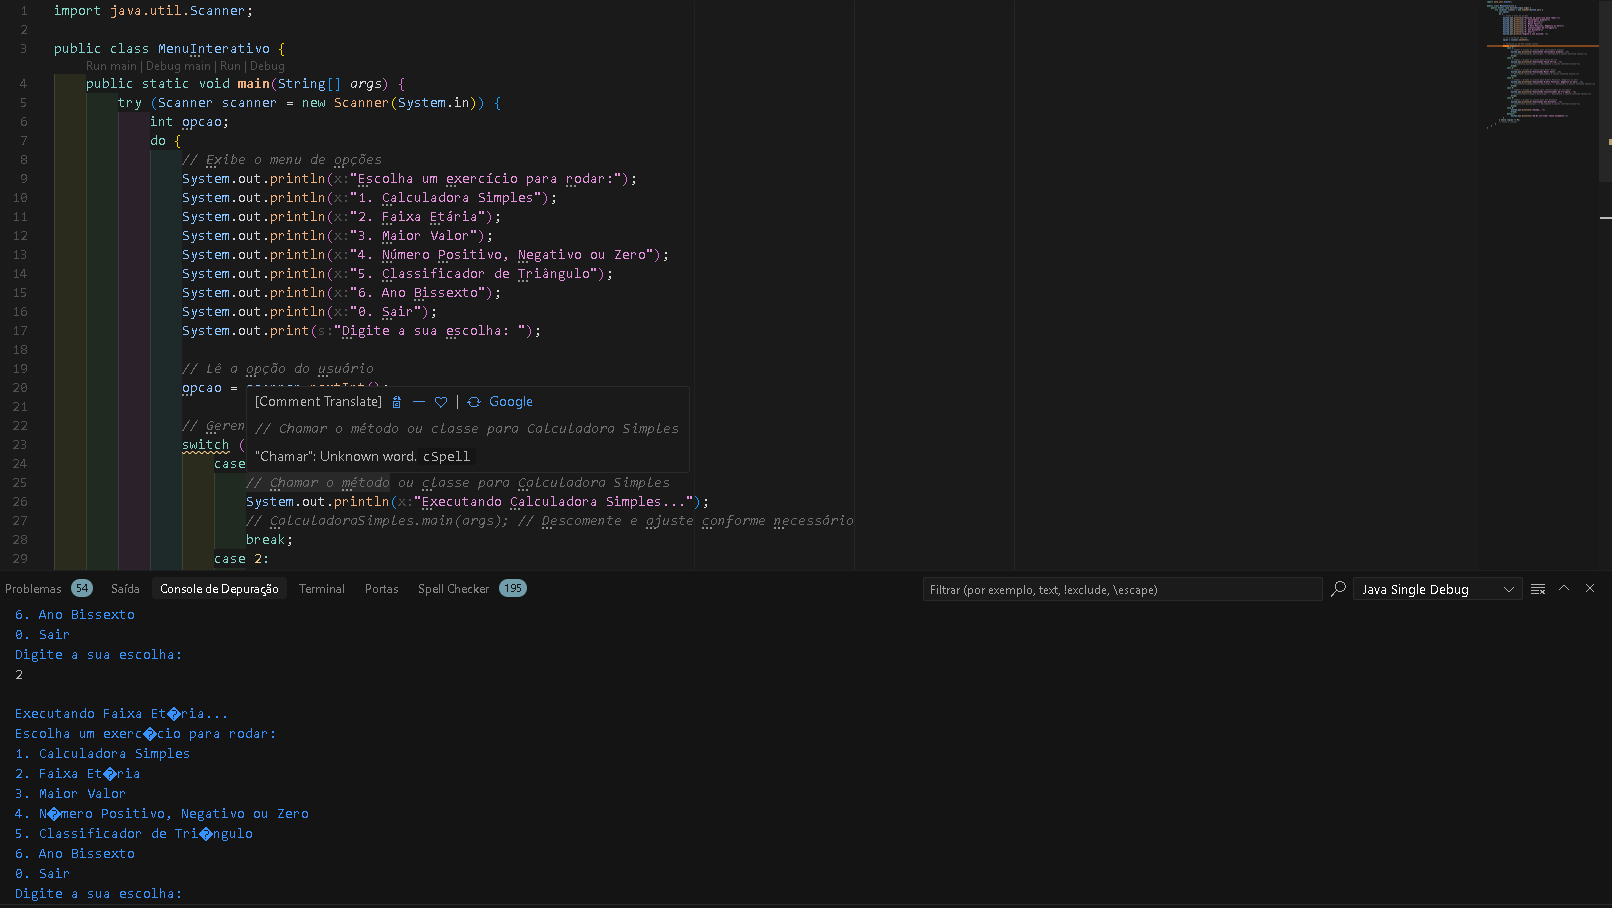 1 import java.util.Scanner;
2
3 public class MenuInterativo {
Run main | Debug main | Run | Debug
4 public static void main(String[] args) {
5 try (Scanner scanner = new Scanner(System.in)) {
6 int opcao;
7 do {
8 // Exibe o menu de opções
9 System.out.println(x:"Escolha um exercício para rodar:");
10 System.out.println(x:"1. Calculadora Simples");
11 System.out.println(x:"2. Faixa Etária");
12 System.out.println(x:"3. Maior Valor");
13 System.out.println(x:"4. Número Positivo, Negativo ou Zero");
14 System.out.println(x:"5. Classificador de Triângulo");
15 System.out.println(x:"6. Ano Bissexto");
16 System.out.println(x:"0. Sair");
17 System.out.print(s:"Digite a sua escolha: ");
18
19 // Lê a opção do usuário
20 opcao = scanner.nextInt();
[Comment Translate] — | Google
21
22 // Geren
// Chamar o método ou classe para Calculadora Simples
23 switch (
"Chamar": Unknown word. cSpell
24 case
25 // Chamar o método ou classe para Calculadora Simples
26 System.out.println(x:"Executando Calculadora Simples...");
27 // CalculadoraSimples.main(args); // Descomente e ajuste conforme necessário
28 break;
29 case 2:
Problemas 54 Saída Console de Depuração Terminal Portas Spell Checker 195 Filtrar (por exemplo, text, !exclude, \escape) Java Single Debug
6. Ano Bissexto
0. Sair
Digite a sua escolha:
2
Executando Faixa Et�ria...
Escolha um exerc�cio para rodar:
1. Calculadora Simples
2. Faixa Et�ria
3. Maior Valor
4. N�mero Positivo, Negativo ou Zero
5. Classificador de Tri�ngulo
6. Ano Bissexto
0. Sair
Digite a sua escolha: